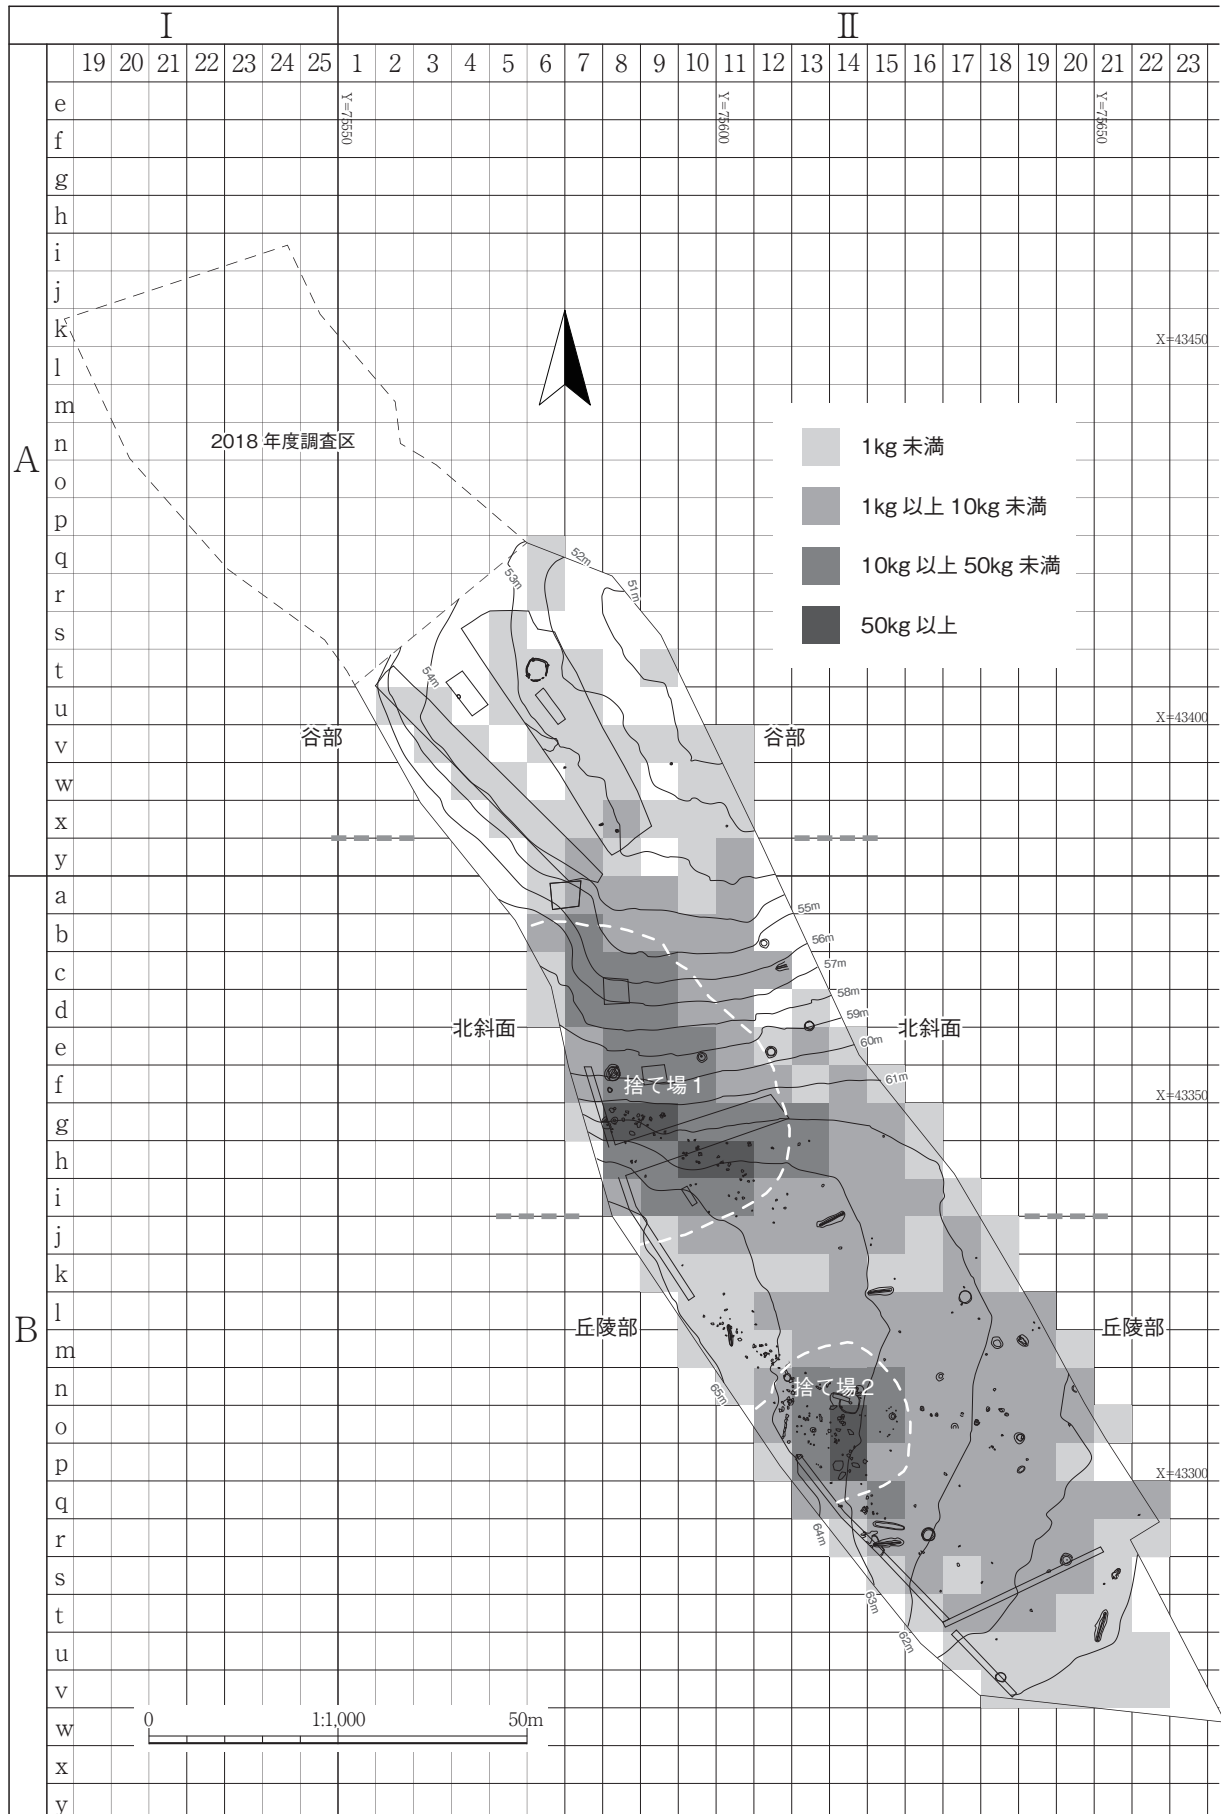 I II
19 20 21 22 23 24 25 1 2 3 4 5 6 7 8 9 10 11 12 13 14 15 16 17 18 19 20 21 22 23
Y=75550 Y=75600 Y=75650
A
e
f
g
h
i
j
k
X=43450
l
m
n
2018 年度調査区
o
p
q
r
s
t
u
X=43400
v
w
x
y
1kg 未満
1kg 以上 10kg 未満
10kg 以上 50kg 未満
50kg 以上
52m
53m
51m
54m
谷部 谷部
B
a
b
c
d
e
f
X=43350
g
h
i
j
k
l
m
n
o
p
X=43300
q
r
s
t
u
v
w
x
y
55m
56m
57m
58m
59m
60m
61m
北斜面 北斜面
捨て場1
丘陵部 丘陵部
捨て場2
65m
64m
63m
62m
0 1:1,000 50m